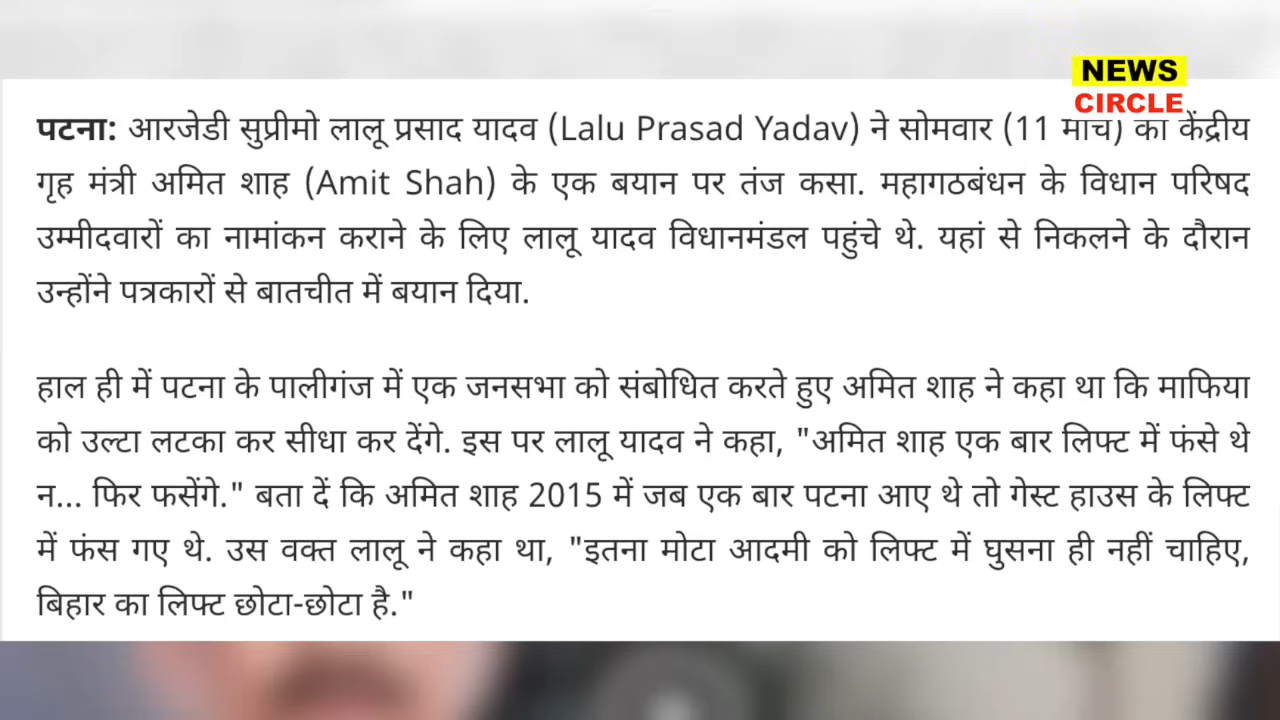 NEWS
CIRCLE
पटना: आरजेडी सुप्रीमो लालू प्रसाद यादव (Lalu Prasad Yadav) ने सोमवार (11 मार्च) को केंद्रीय
गृह मंत्री अमित शाह (Amit Shah) के एक बयान पर तंज कसा. महागठबंधन के विधान परिषद
उम्मीदवारों का नामांकन कराने के लिए लालू यादव विधानमंडल पहुंचे थे. यहां से निकलने के दौरान
उन्होंने पत्रकारों से बातचीत में बयान दिया.
हाल ही में पटना के पालीगंज में एक जनसभा को संबोधित करते हुए अमित शाह ने कहा था कि माफिया
को उल्टा लटका कर सीधा कर देंगे. इस पर लालू यादव ने कहा, "अमित शाह एक बार लिफ्ट में फंसे थे
न... फिर फसेंगे." बता दें कि अमित शाह 2015 में जब एक बार पटना आए थे तो गेस्ट हाउस के लिफ्ट
में फंस गए थे. उस वक्त लालू ने कहा था, "इतना मोटा आदमी को लिफ्ट में घुसना ही नहीं चाहिए,
बिहार का लिफ्ट छोटा-छोटा है."